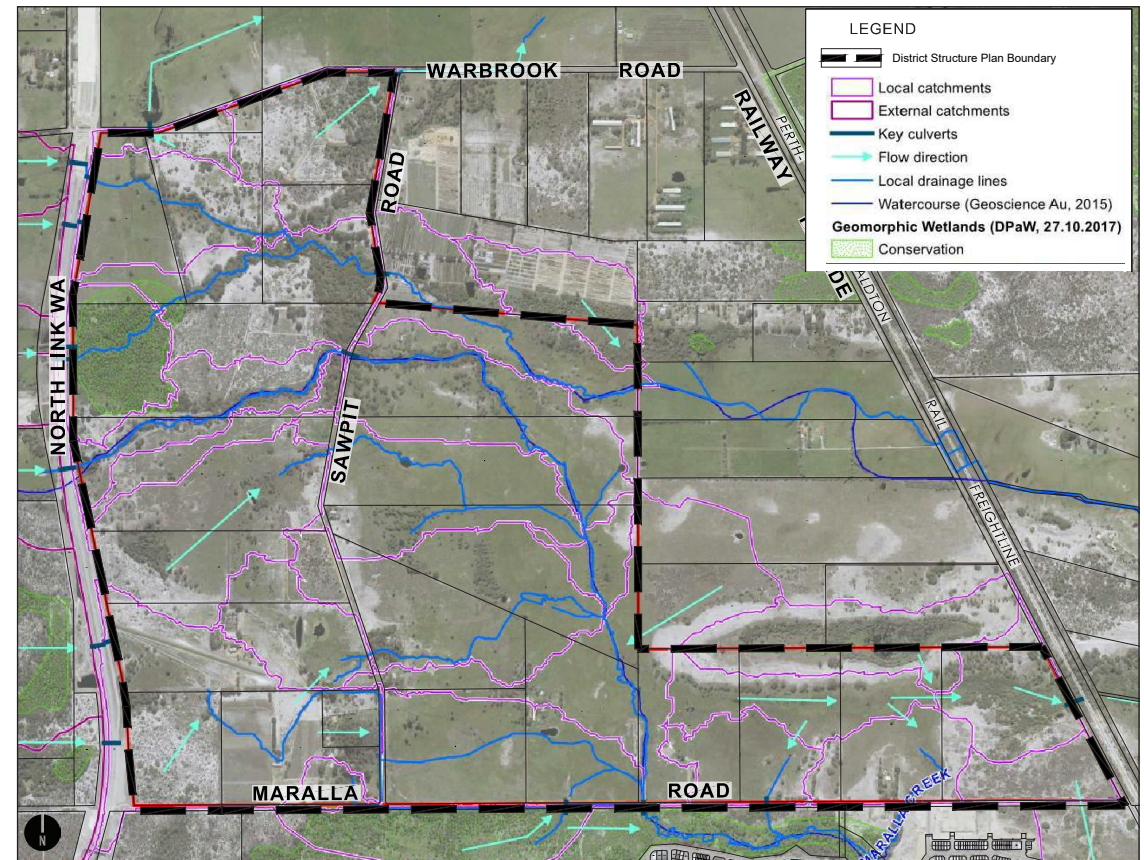 LEGEND
District Structure Plan Boundary
Local catchments
External catchments
Key culverts
Flow direction
Local drainage lines
Watercourse (Geoscience Au, 2015)
Geomorphic Wetlands (DPaW, 27.10.2017)
Conservation
WARBROOK ROAD
RAILWAY
PERTH-
DE
ALDTON
ROAD
NORTH LINK WA
SAWPIT
RAIL
FREIGHTLINE
MARALLA ROAD
MARALLA CREEK
N